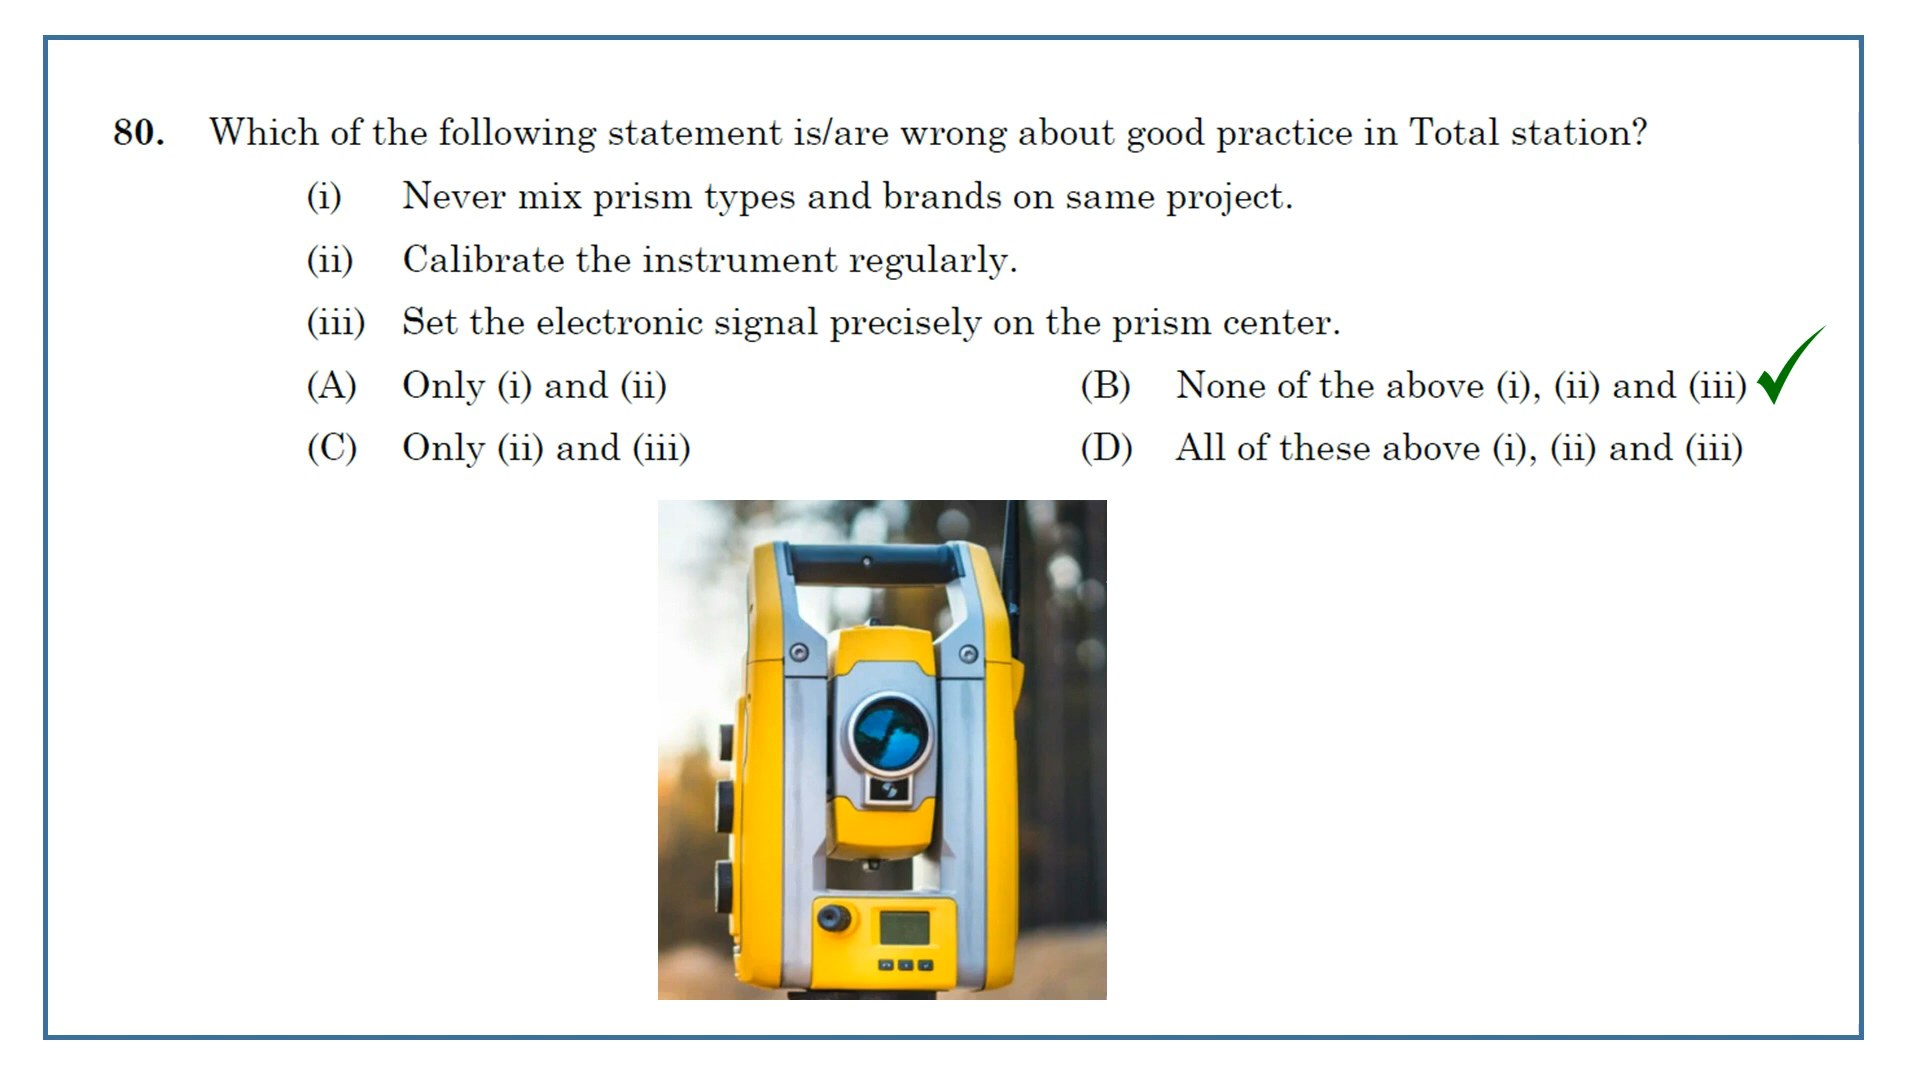 80. Which of the following statement is/are wrong about good practice in Total station?
(i) Never mix prism types and brands on same project.
(ii) Calibrate the instrument regularly.
(iii) Set the electronic signal precisely on the prism center.
(A) Only (i) and (ii) (B) None of the above (i), (ii) and (iii)
(C) Only (ii) and (iii) (D) All of these above (i), (ii) and (iii)